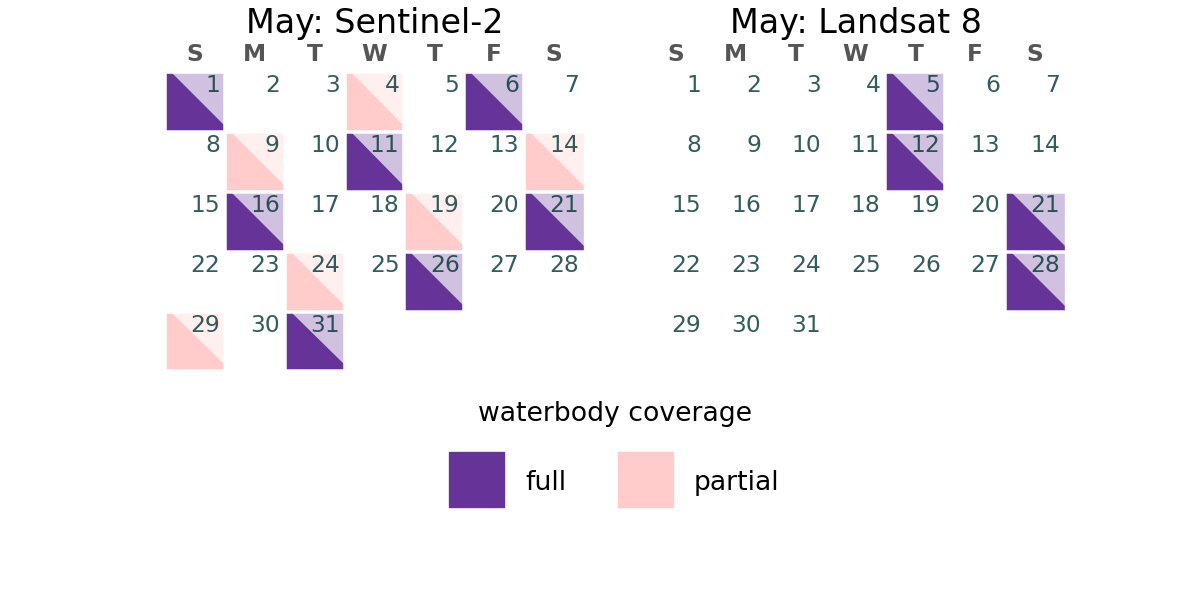 May: Sentinel-2
S M T W T F S
1 2 3 4 5 6 7
8 9 10 11 12 13 14
15 16 17 18 19 20 21
22 23 24 25 26 27 28
29 30 31
May: Landsat 8
S M T W T F S
1 2 3 4 5 6 7
8 9 10 11 12 13 14
15 16 17 18 19 20 21
22 23 24 25 26 27 28
29 30 31
waterbody coverage
full partial